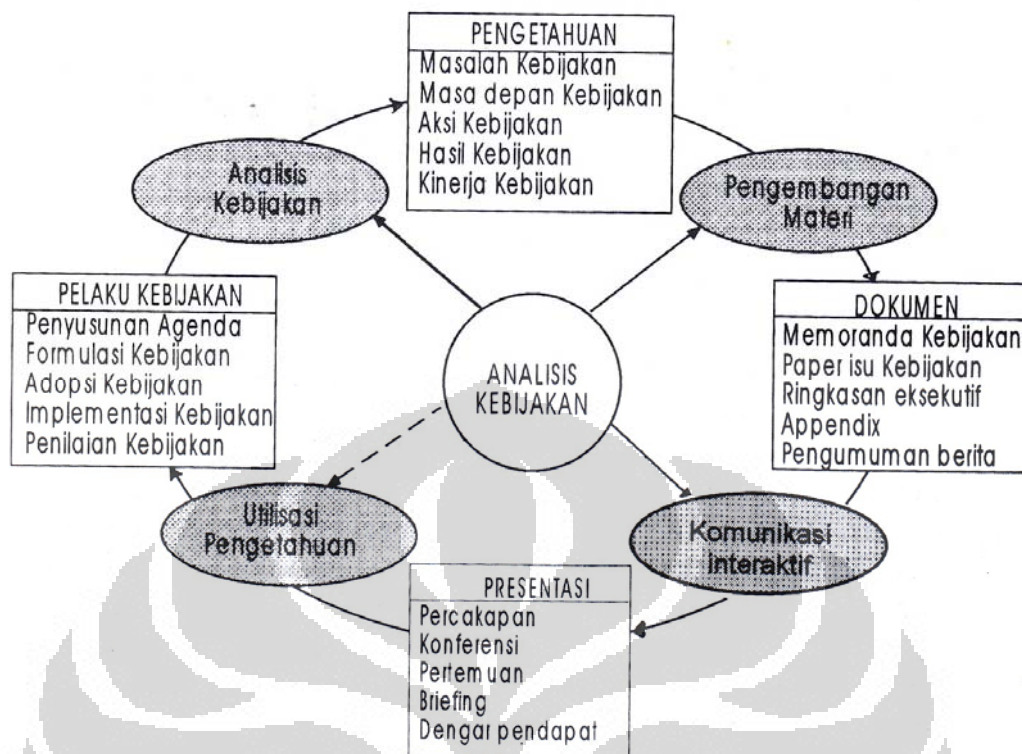 PENGETAHUAN
Masalah Kebijakan
Masa depan Kebijakan
Aksi Kebijakan
Hasil Kebijakan
Kinerja Kebijakan
Analisis
Kebijakan
Pengembangan
Materi
PELAKU KEBIJAKAN
Penyusunan Agenda
Formulasi Kebijakan
Adopsi Kebijakan
Implementasi Kebijakan
Penilaian Kebijakan
ANALISIS
KEBIJAKAN
DOKUMEN
Memoranda Kebijakan
Paper isu Kebijakan
Ringkasan eksekutif
Appendix
Pengumuman berita
Utilisasi
Pengetahuan
Komunikasi
interaktif
PRESENTASI
Percakapan
Konferensi
Pertemuan
Briefing
Dengar pendapat